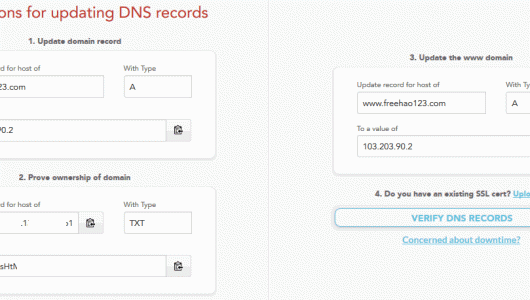 ons for updating DNS records
1. Update domain record
rd for host of
With Type
23.com
A
90.2
2. Prove ownership of domain
rd for host of
With Type
.1
o1
TXT
3. Update the www domain
Update record for host of
With Ty
www.freehao123.com
A
To a value of
103.203.90.2
4. Do you have an existing SSL cert? Uplo
VERIFY DNS RECORDS
Concerned about downtime?